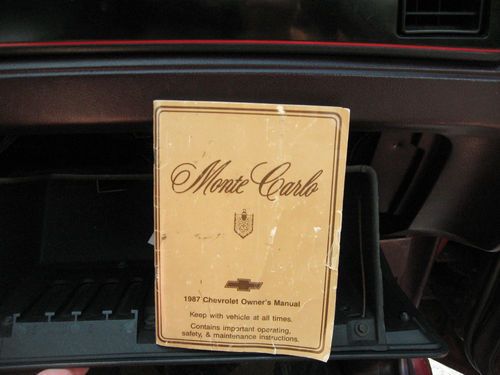 Monte Carlo
1987 Chevrolet Owner's Manual
Keep with vehicle at all times.
Contains important operating,
safety, & maintenance instructions.